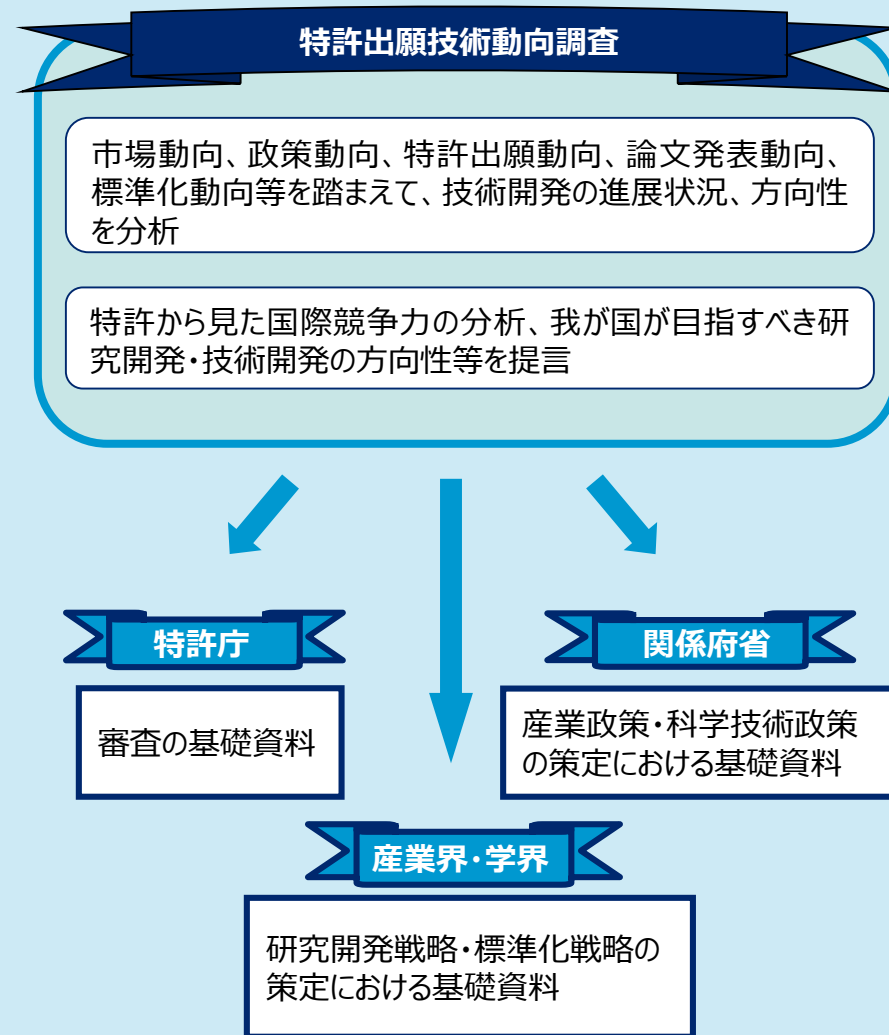 特許出願技術動向調査
市場動向、政策動向、特許出願動向、論文発表動向、
標準化動向等を踏まえて、技術開発の進展状況、方向性
を分析
特許から見た国際競争力の分析、我が国が目指すべき研
究開発・技術開発の方向性等を提言
特許庁
審査の基礎資料
関係府省
産業政策・科学技術政策
の策定における基礎資料
産業界・学界
研究開発戦略・標準化戦略の
策定における基礎資料